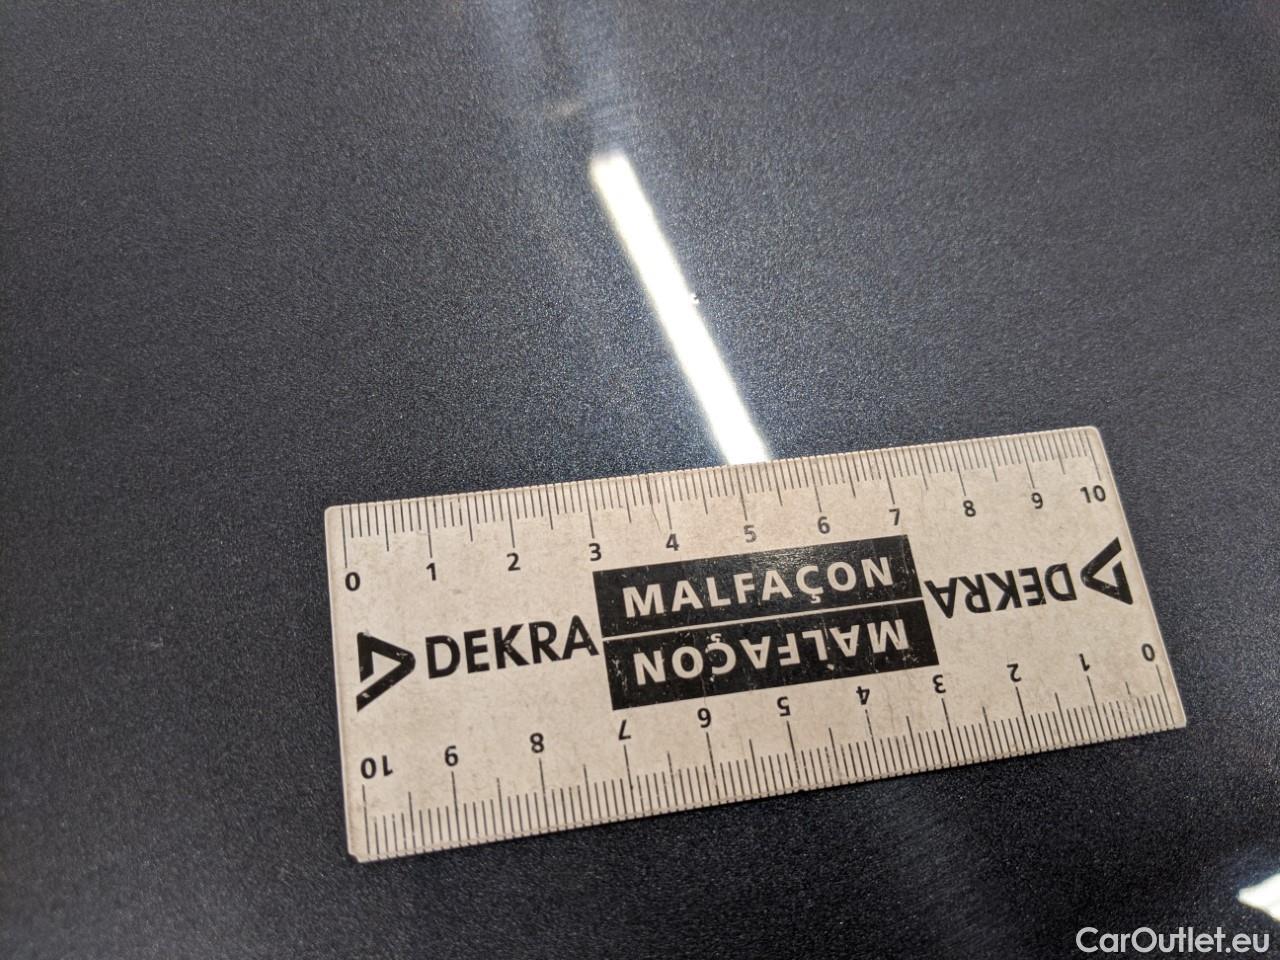 0 1 2 3 4 5 6 7 8 9 10
DEKRA MALFAÇON DEKRA
MALFAÇON
10 9 8 7 6 5 4 3 2 1 0
CarOutlet.eu